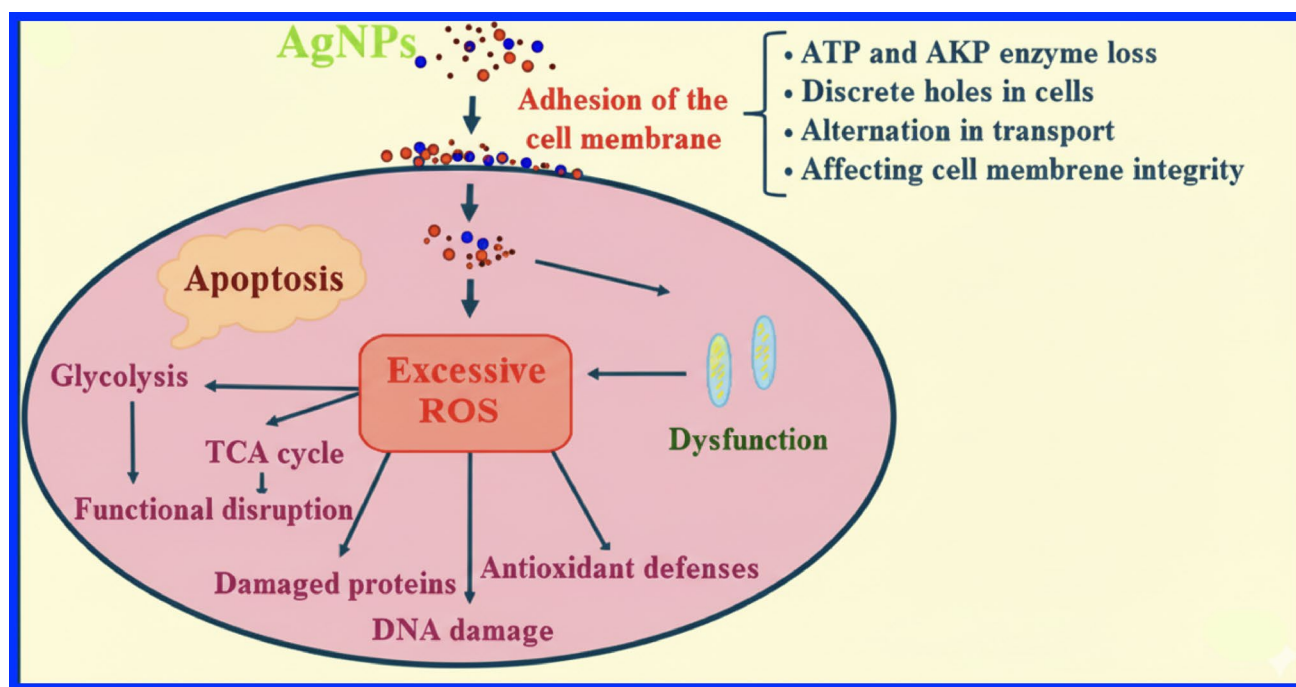 AgNPs
Adhesion of the
cell membrane
• ATP and AKP enzyme loss
• Discrete holes in cells
• Alternation in transport
• Affecting cell membrene integrity
Apoptosis
Excessive
ROS
Glycolysis
TCA cycle
Functional disruption
Dysfunction
Damaged proteins
Antioxidant defenses
DNA damage